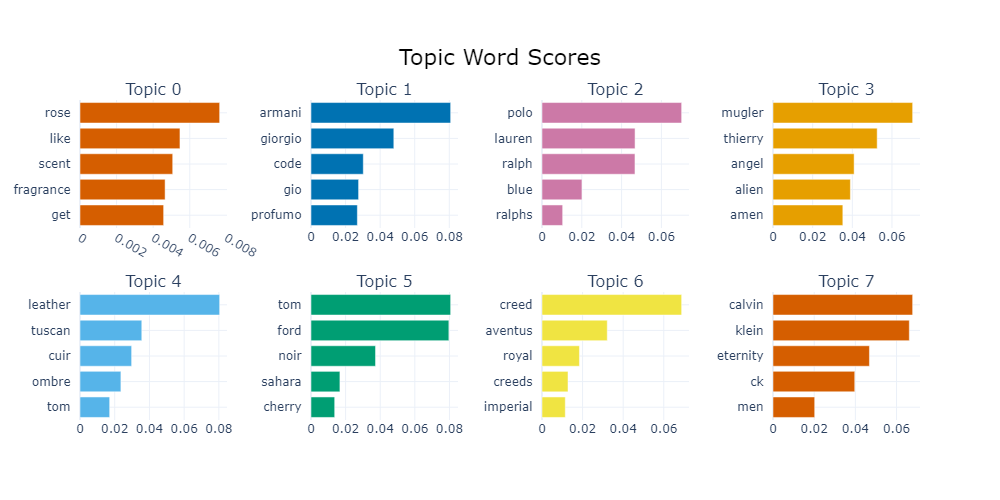 Topic Word Scores
Topic 0 Topic 1 Topic 2 Topic 3
rose armani polo mugler
like giorgio lauren thierry
scent code ralph angel
fragrance gio blue alien
get profumo ralphs amen
0 0.002 0.004 0.006 0.008 0 0.02 0.04 0.06 0.08 0 0.02 0.04 0.06 0 0.02 0.04 0.06
Topic 4 Topic 5 Topic 6 Topic 7
leather tom creed calvin
tuscan ford aventus klein
cuir noir royal eternity
ombre sahara creeds ck
tom cherry imperial men
0 0.02 0.04 0.06 0.08 0 0.02 0.04 0.06 0.08 0 0.02 0.04 0.06 0 0.02 0.04 0.06